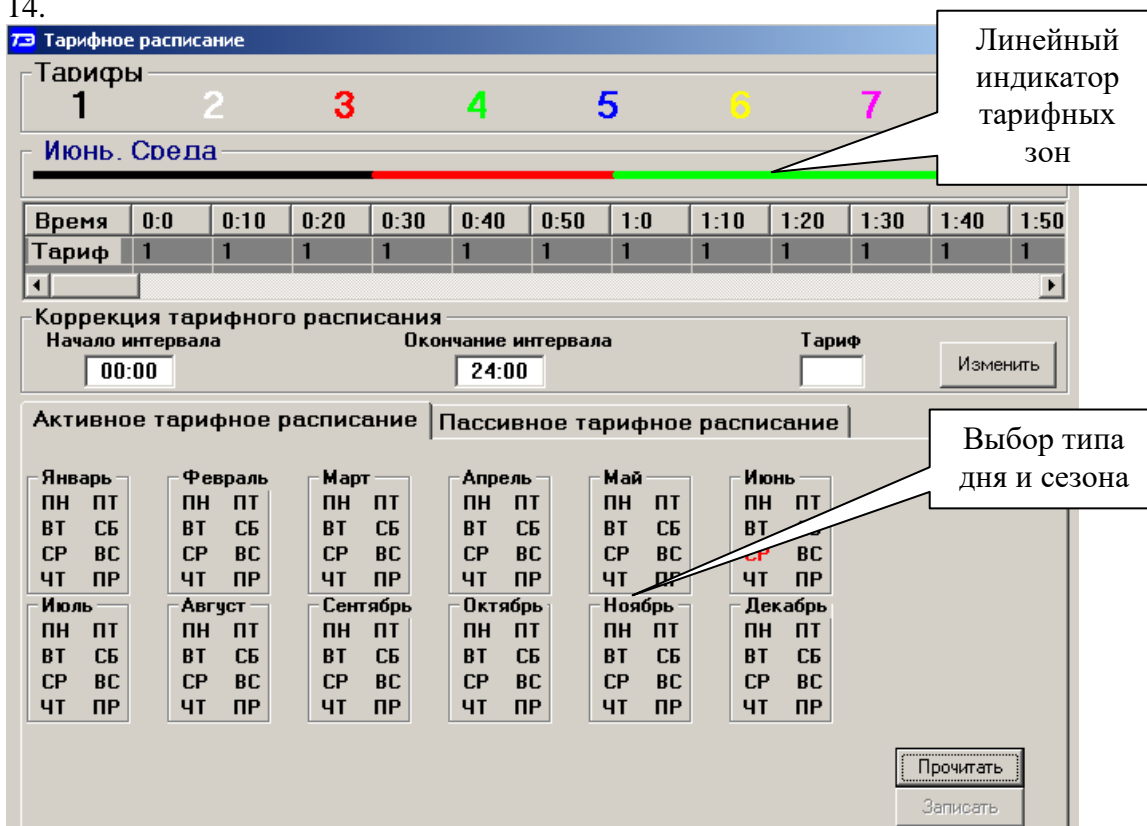 14.
ТЭ Тарифное расписание
Линейный
индикатор
тарифных
зон
Тарифы
1 2 3 4 5 6 7
Июнь. Среда
Время 0:0 0:10 0:20 0:30 0:40 0:50 1:0 1:10 1:20 1:30 1:40 1:50
Тариф 1 1 1 1 1 1 1 1 1 1 1 1
Коррекция тарифного расписания
Начало интервала Окончание интервала Тариф
00:00 24:00 Изменить
Активное тарифное расписание Пассивное тарифное расписание
Выбор типа
дня и сезона
Январь Февраль Март Апрель Май Июнь
ПН ПТ ПН ПТ ПН ПТ ПН ПТ ПН ПТ ПН ПТ
ВТ СБ ВТ СБ ВТ СБ ВТ СБ ВТ СБ ВТ
СР ВС СР ВС СР ВС СР ВС СР ВС СР ВС
ЧТ ПР ЧТ ПР ЧТ ПР ЧТ ПР ЧТ ПР ЧТ ПР
Июль Август Сентябрь Октябрь Ноябрь Декабрь
ПН ПТ ПН ПТ ПН ПТ ПН ПТ ПН ПТ ПН ПТ
ВТ СБ ВТ СБ ВТ СБ ВТ СБ ВТ СБ ВТ СБ
СР ВС СР ВС СР ВС СР ВС СР ВС СР ВС
ЧТ ПР ЧТ ПР ЧТ ПР ЧТ ПР ЧТ ПР ЧТ ПР
Прочитать
Записать